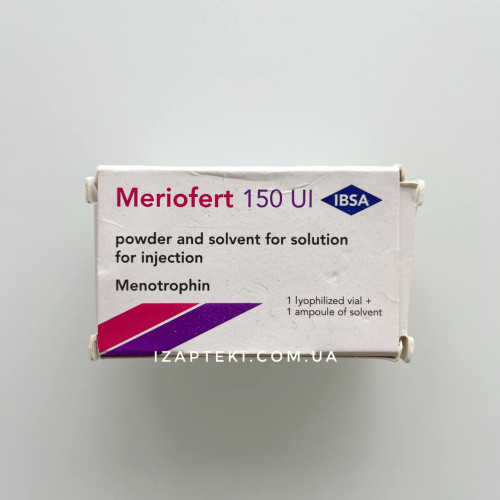 Meriofert 150 UI IBSA
powder and solvent for solution
for injection
Menotrophin
1 lyophilized vial +
1 ampoule of solvent
IZAPTEKI.COM.UA